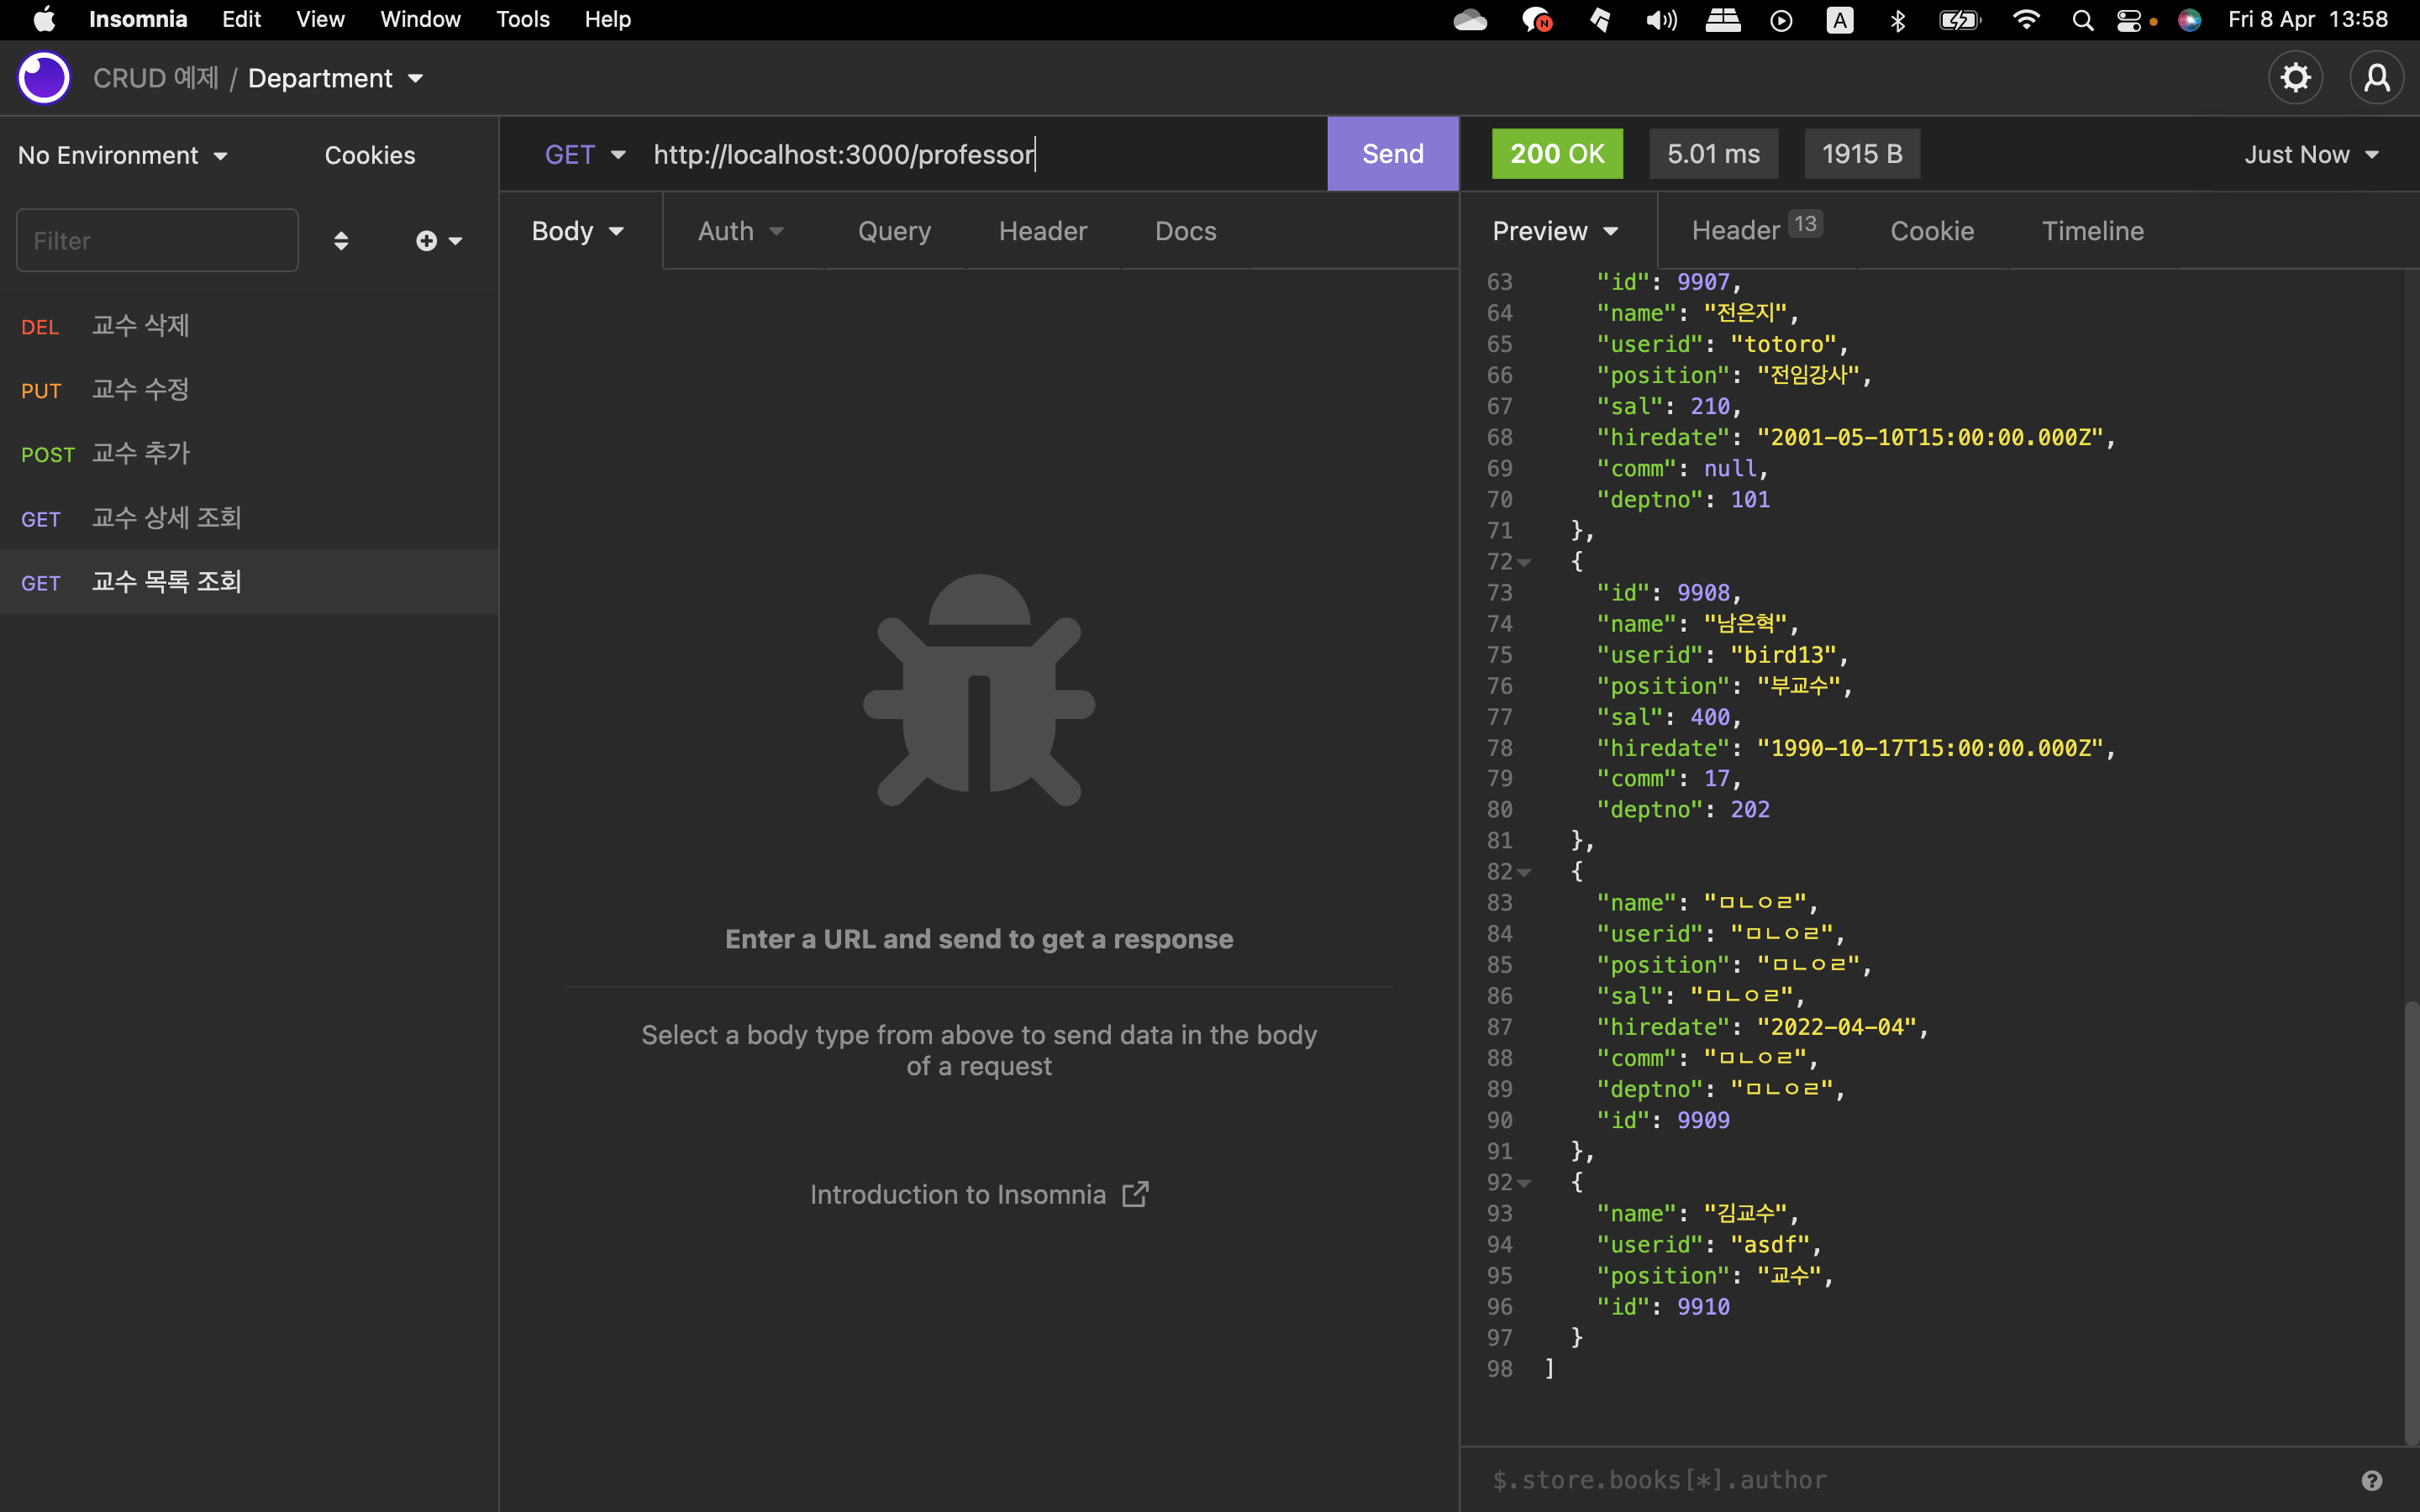 Insomnia Edit View Window Tools Help
N
A
Fri 8 Apr 13:58
CRUD 예제 / Department
No Environment
Cookies
GET
http://localhost:3000/professor
Send
200 OK
5.01 ms
1915 B
Just Now
Filter
Body
Auth
Query
Header
Docs
Preview
Header 13
Cookie
Timeline
DEL 교수 삭제
PUT 교수 수정
POST 교수 추가
GET 교수 상세 조회
GET 교수 목록 조회
Enter a URL and send to get a response
Select a body type from above to send data in the body
of a request
Introduction to Insomnia
63 "id": 9907,
64 "name": "전은지",
65 "userid": "totoro",
66 "position": "전임강사",
67 "sal": 210,
68 "hiredate": "2001-05-10T15:00:00.000Z",
69 "comm": null,
70 "deptno": 101
71 },
72 {
73 "id": 9908,
74 "name": "남은혁",
75 "userid": "bird13",
76 "position": "부교수",
77 "sal": 400,
78 "hiredate": "1990-10-17T15:00:00.000Z",
79 "comm": 17,
80 "deptno": 202
81 },
82 {
83 "name": "ㅁㄴㅇㄹ",
84 "userid": "ㅁㄴㅇㄹ",
85 "position": "ㅁㄴㅇㄹ",
86 "sal": "ㅁㄴㅇㄹ",
87 "hiredate": "2022-04-04",
88 "comm": "ㅁㄴㅇㄹ",
89 "deptno": "ㅁㄴㅇㄹ",
90 "id": 9909
91 },
92 {
93 "name": "김교수",
94 "userid": "asdf",
95 "position": "교수",
96 "id": 9910
97 }
98 ]
$.store.books[*].author
?